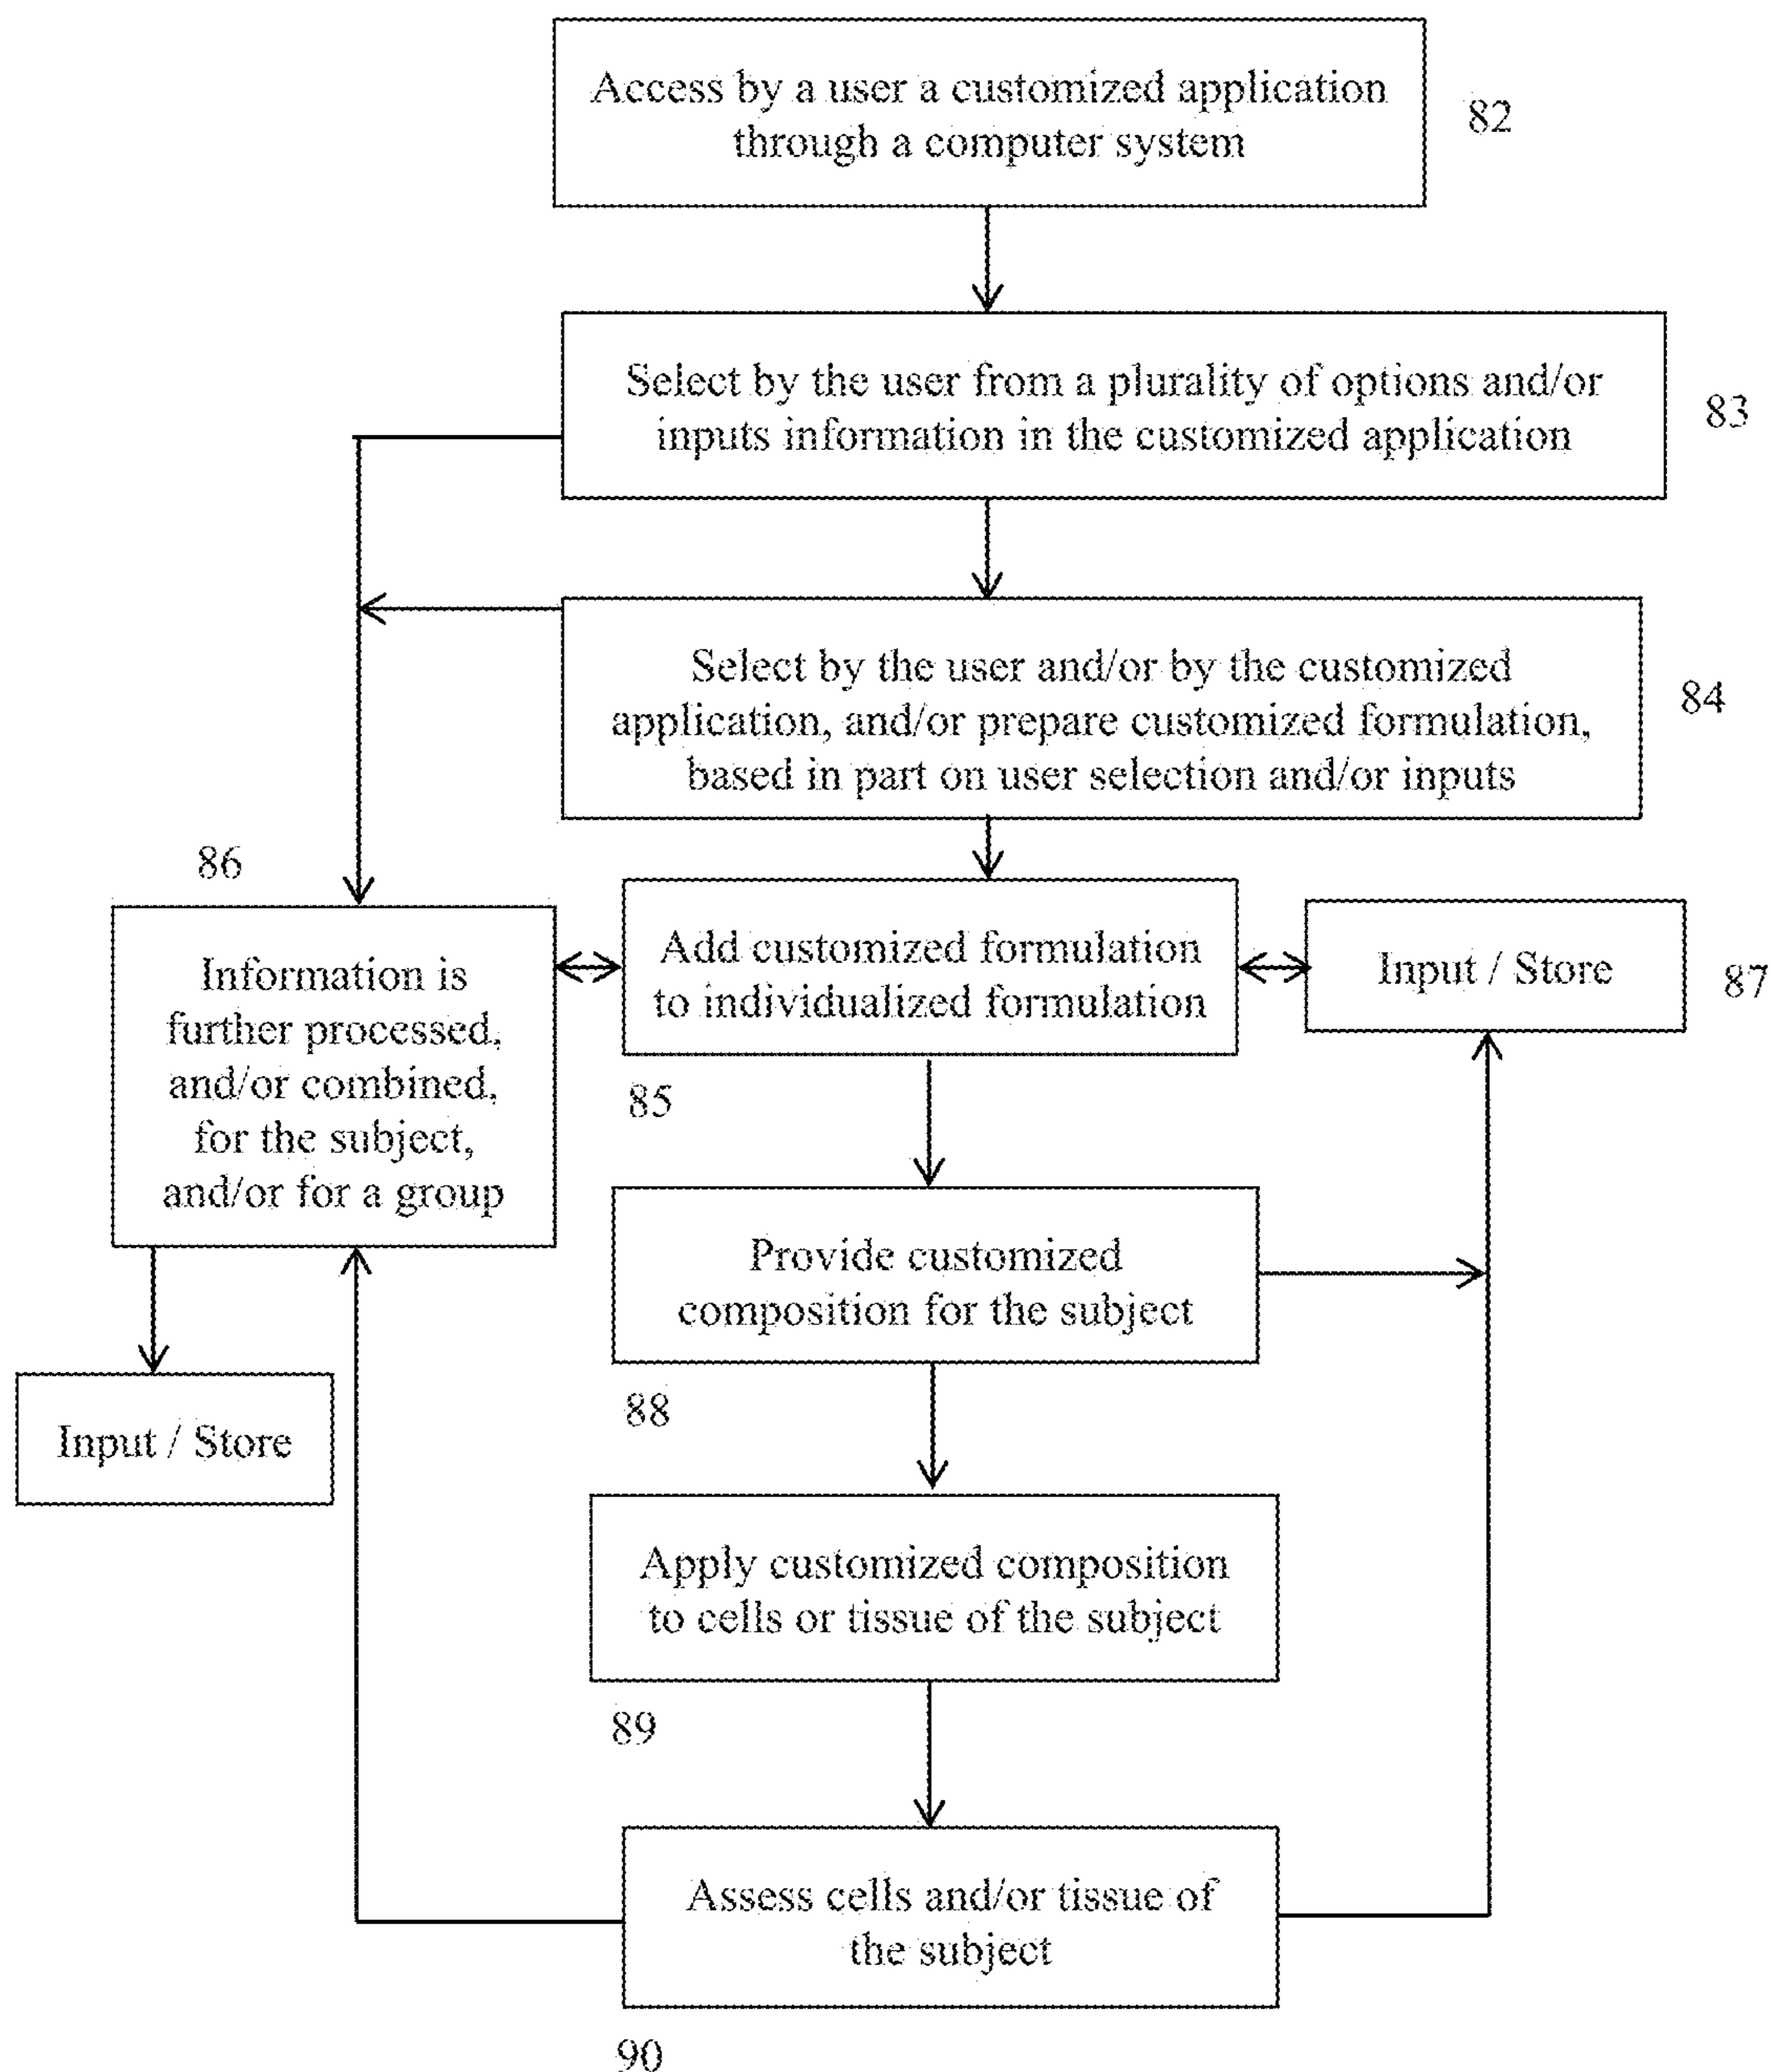 Access by a user a customized application
through a computer system
82
Select by the user from a plurality of options and/or
inputs information in the customized application
83
Select by the user and/or by the customized
application, and/or prepare customized formulation,
based in part on user selection and/or inputs
84
86
Information is
further processed,
and/or combined,
for the subject,
and/or for a group
Add customized formulation
to individualized formulation
85
Input / Store
87
Provide customized
composition for the subject
88
Input / Store
Apply customized composition
to cells or tissue of the subject
89
Assess cells and/or tissue of
the subject
90